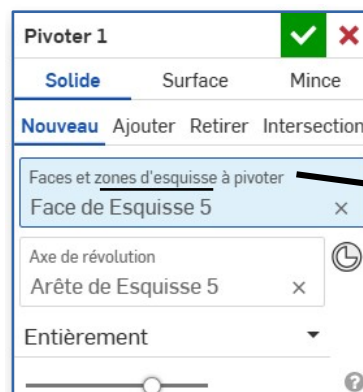 Pivoter 1
Solide Surface Mince
Nouveau Ajouter Retirer Intersection
Faces et zones d'esquisse à pivoter
Face de Esquisse 5
Axe de révolution
Arête de Esquisse 5
Entièrement